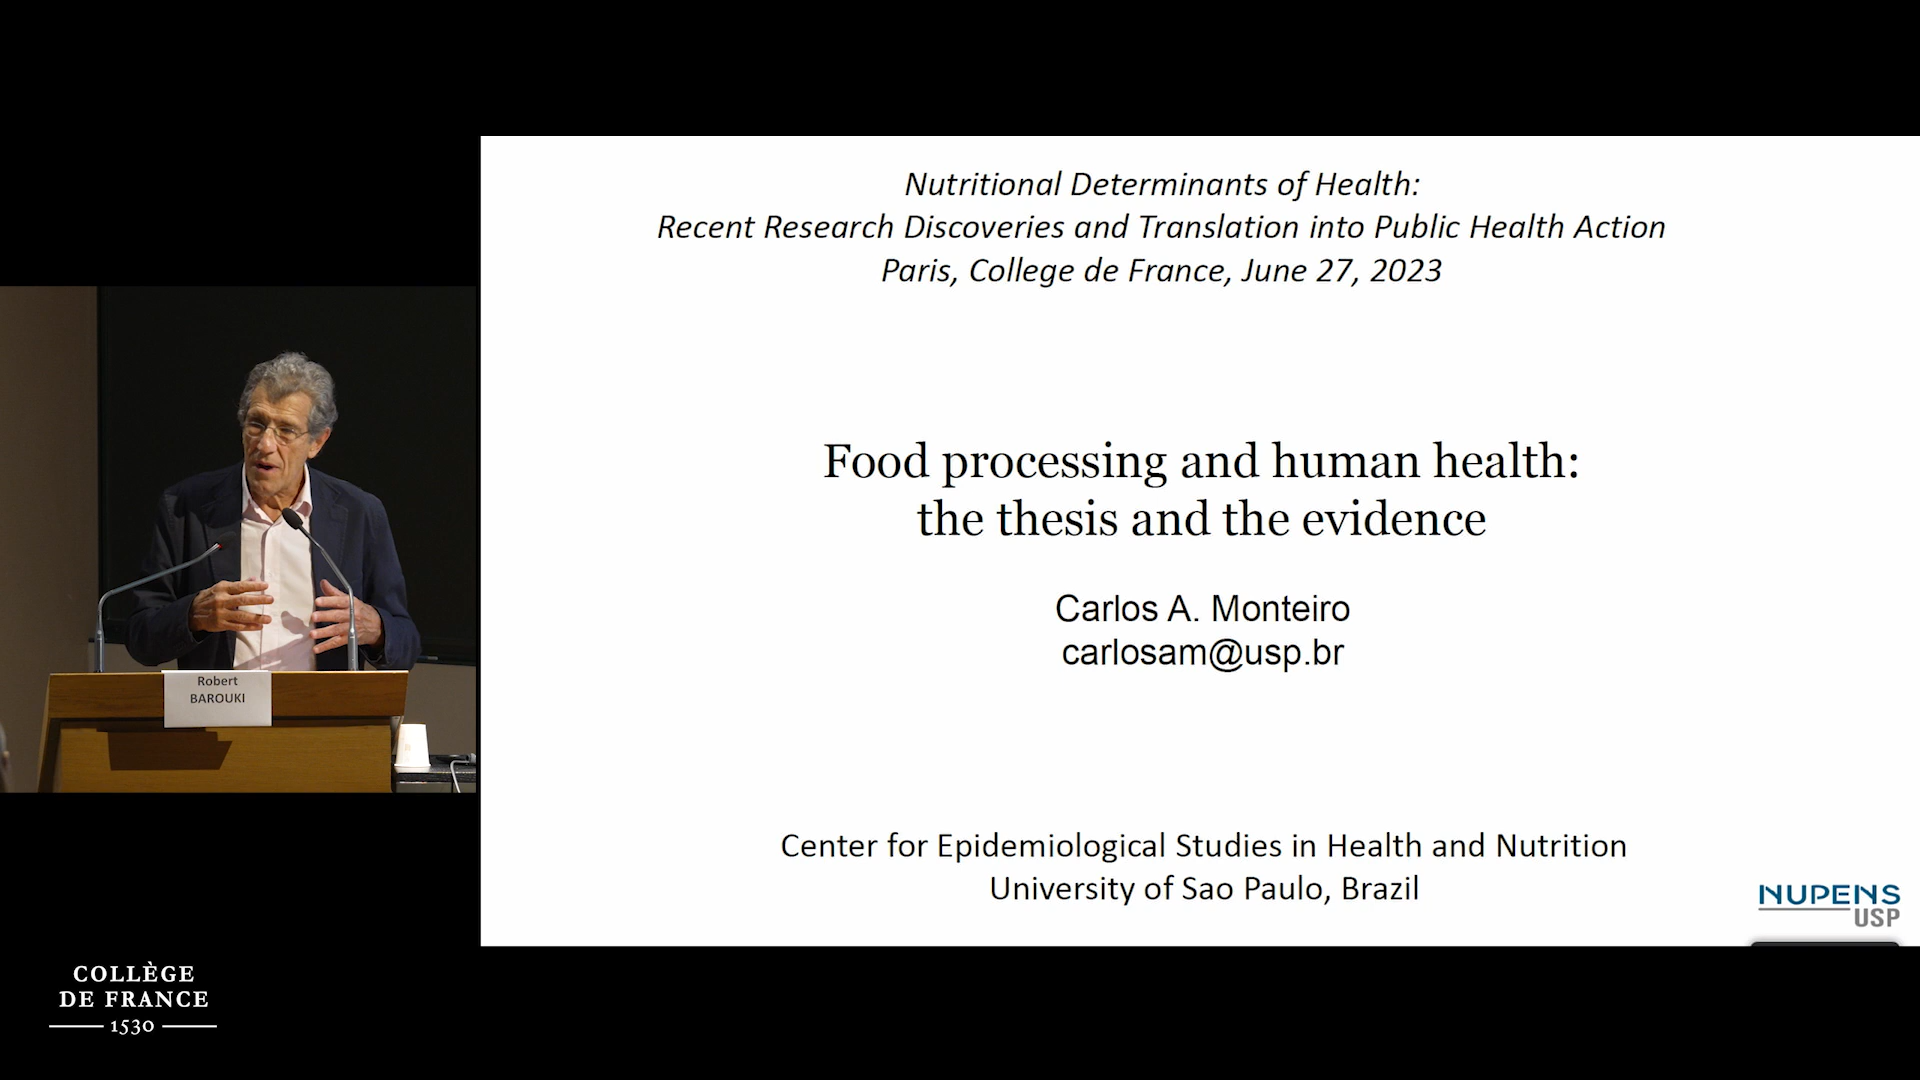 Nutritional Determinants of Health:
Recent Research Discoveries and Translation into Public Health Action
Paris, College de France, June 27, 2023
Food processing and human health:
the thesis and the evidence
Carlos A. Monteiro
carlosam@usp.br
Center for Epidemiological Studies in Health and Nutrition
University of Sao Paulo, Brazil
NUPENS
USP
Robert
BAROUKI
COLLÈGE
DE FRANCE
1530